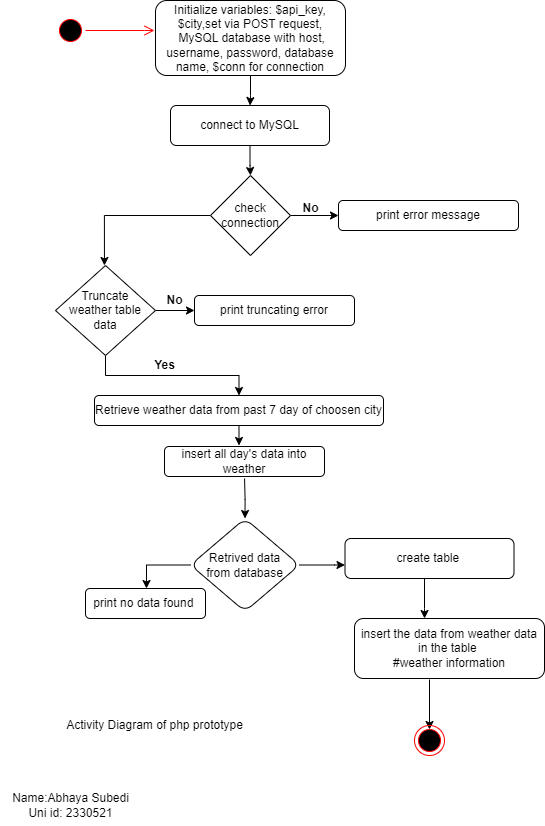 Initialize variables: $api_key,
$city,set via POST request,
MySQL database with host,
username, password, database
name, $conn for connection
connect to MySQL
check
connection
No
print error message
Truncate
weather table
data
No
print truncating error
Yes
Retrieve weather data from past 7 day of choosen city
insert all day's data into
weather
Retrived data
from database
create table
print no data found
insert the data from weather data
in the table
#weather information
Activity Diagram of php prototype
Name:Abhaya Subedi
Uni id: 2330521